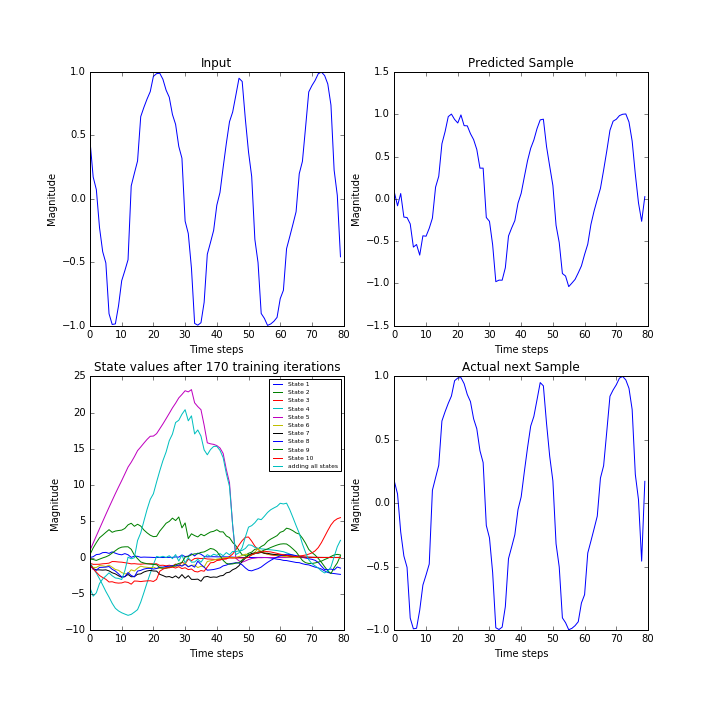 Input
1.0
0.5
0.0
−0.5
−1.0
Magnitude
0 10 20 30 40 50 60 70 80
Time steps
Predicted Sample
1.5
1.0
0.5
0.0
−0.5
−1.0
−1.5
Magnitude
0 10 20 30 40 50 60 70 80
Time steps
State values after 170 training iterations
25
20
15
10
5
0
−5
−10
Magnitude
State 1
State 2
State 3
State 4
State 5
State 6
State 7
State 8
State 9
State 10
adding all states
0 10 20 30 40 50 60 70 80
Time steps
Actual next Sample
1.0
0.5
0.0
−0.5
−1.0
Magnitude
0 10 20 30 40 50 60 70 80
Time steps